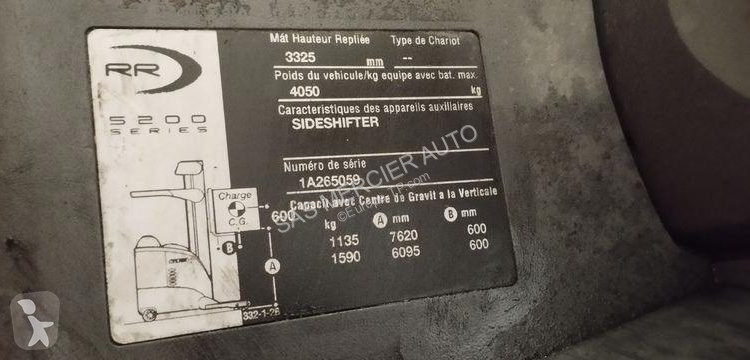 RR
5200
SERIES
Mât Hauteur Repliée Type de Chariot
3325 mm --
Poids du vehicule/kg equipe avec bat. max.
4050 kg
Caracteristiques des appareils auxiliaires
SIDESHIFTER
Numéro de série
1A265059
Capacit avec Centre de Gravit a la Verticale
kg A mm B mm
1135 7620 600
1590 6095 600
Charge
C.G.
600
B
A
332-1-26
SAS MERCIER AUTO